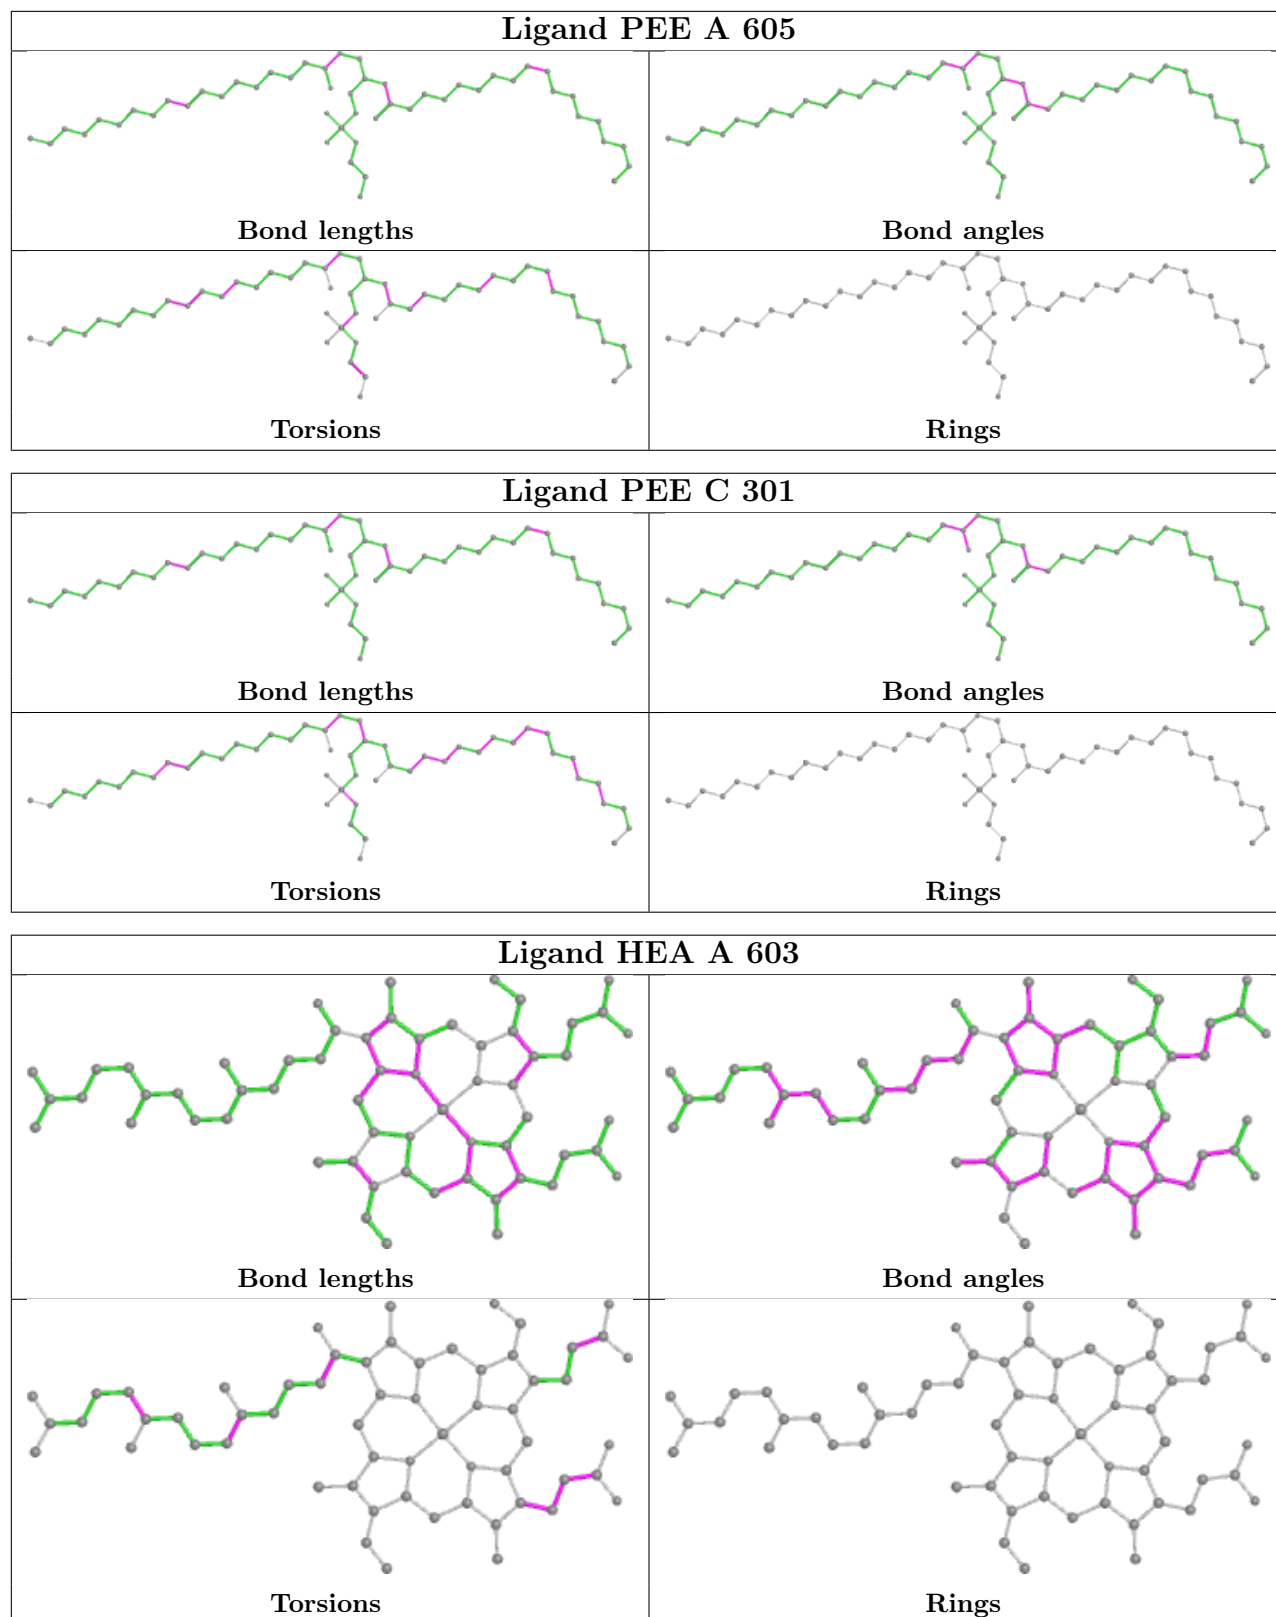 Ligand PEE A 605
Bond lengths
Bond angles
Torsions
Rings
Ligand PEE C 301
Bond lengths
Bond angles
Torsions
Rings
Ligand HEA A 603
Bond lengths
Bond angles
Torsions
Rings